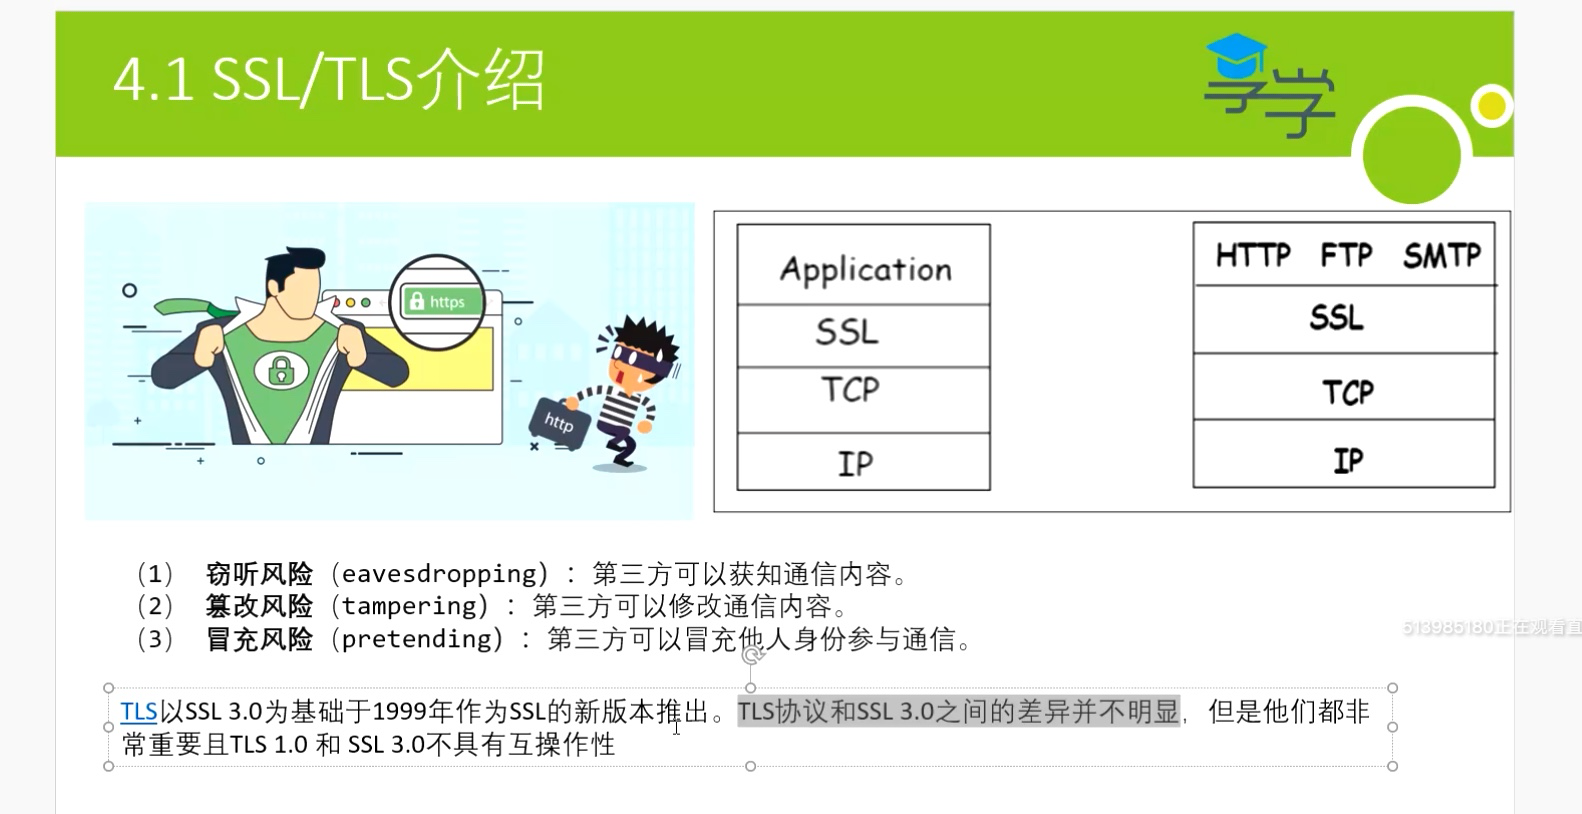 4.1 SSL/TLS介绍
享学
https
http
Application
SSL
TCP
IP
HTTP FTP SMTP
SSL
TCP
IP
（1） 窃听风险（eavesdropping）：第三方可以获知通信内容。
（2） 篡改风险（tampering）：第三方可以修改通信内容。
（3） 冒充风险（pretending）：第三方可以冒充他人身份参与通信。
513985180正在观看直
TLS以SSL 3.0为基础于1999年作为SSL的新版本推出。TLS协议和SSL 3.0之间的差异并不明显，但是他们都非
常重要且TLS 1.0 和 SSL 3.0不具有互操作性